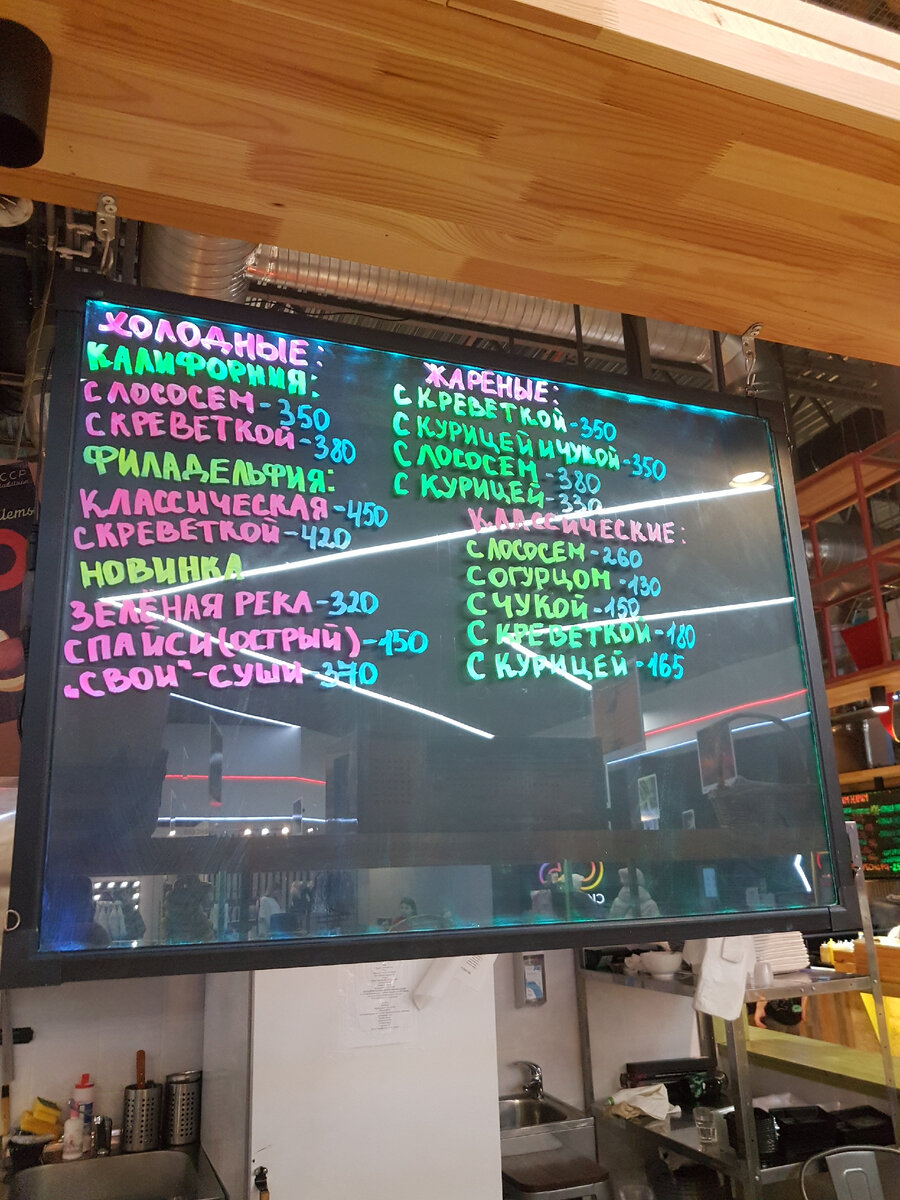 ХОЛОДНЫЕ:
КАЛИФОРНИЯ:
С ЛОСОСЕМ-350
С КРЕВЕТКОЙ-380
ФИЛАДЕЛЬФИЯ:
КЛАССИЧЕСКАЯ-450
С КРЕВЕТКОЙ-420
НОВИНКА
ЗЕЛЁНАЯ РЕКА-320
СПАЙСИ(ОСТРЫЙ)-150
„СВОИ"-СУШИ-370
ЖАРЕНЫЕ:
С КРЕВЕТКОЙ-350
С КУРИЦЕЙ И ЧУКОЙ-350
С ЛОСОСЕМ-380
С КУРИЦЕЙ-330
КЛАССИЧЕСКИЕ:
С ЛОСОСЕМ-260
С ОГУРЦОМ-130
С ЧУКОЙ-150
С КРЕВЕТКОЙ-180
С КУРИЦЕЙ-165